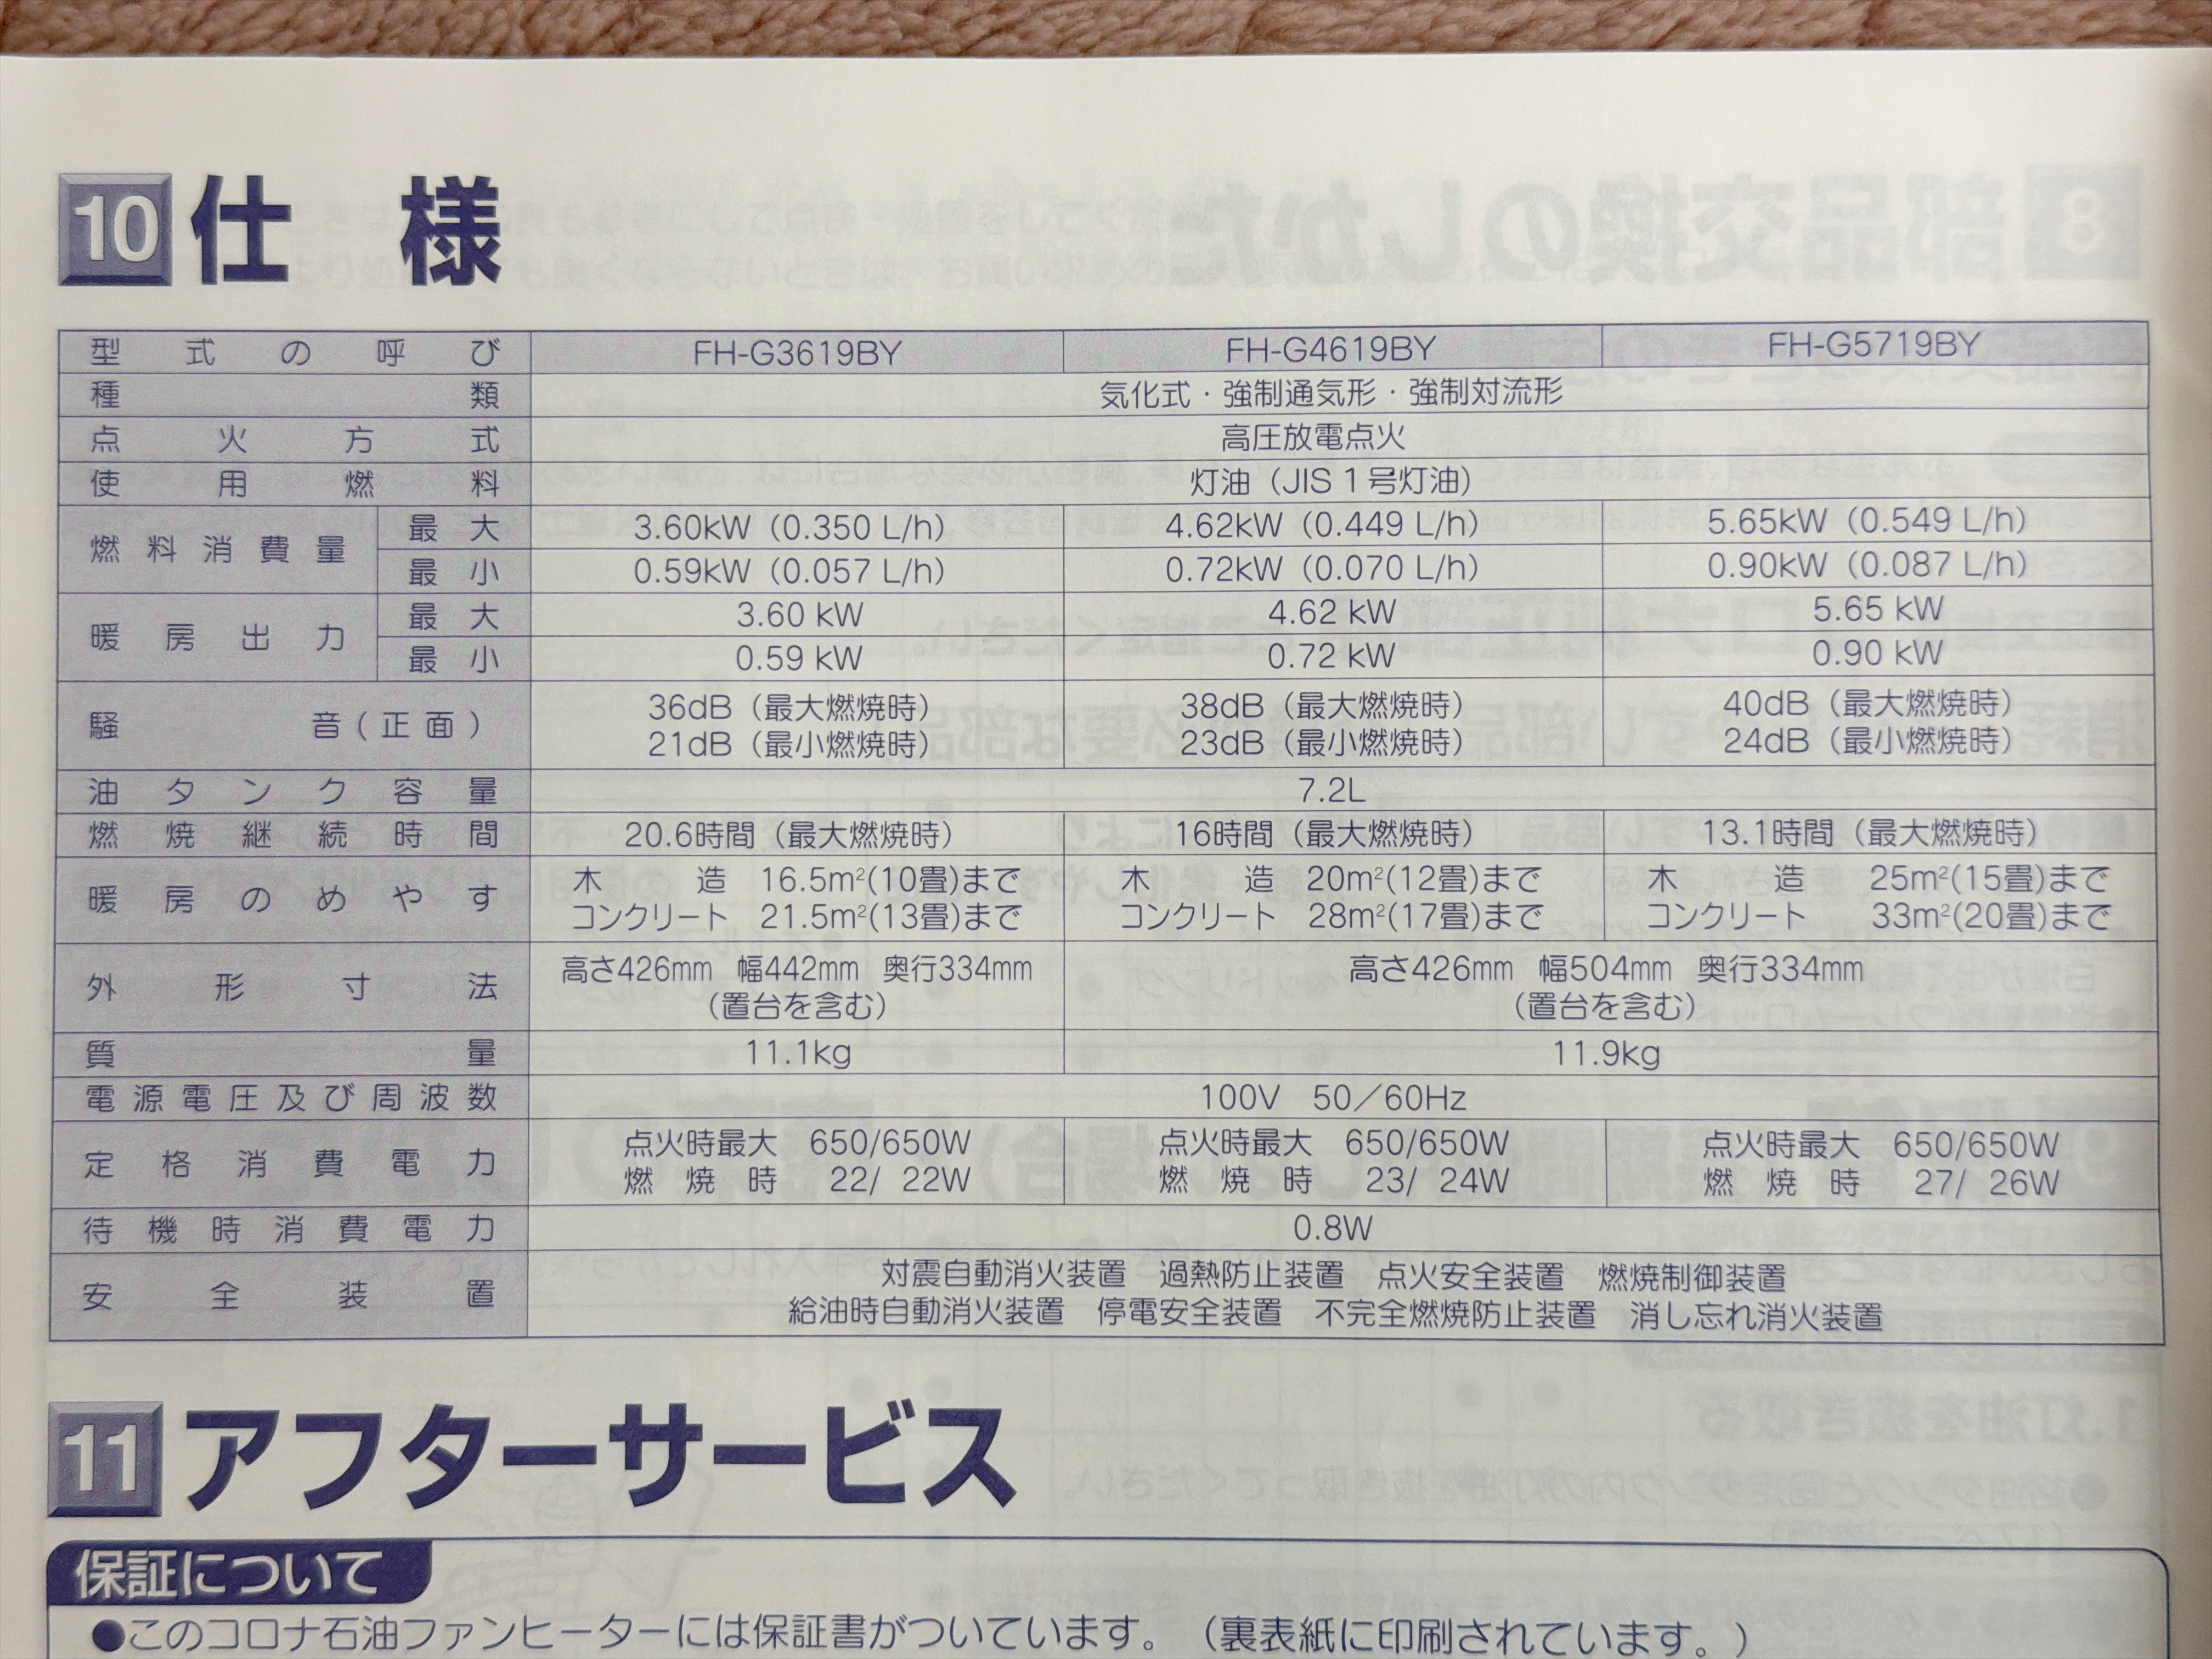 10 仕様
型式の呼び FH-G3619BY FH-G4619BY FH-G5719BY
種類 気化式・強制通気形・強制対流形
点火方式 高圧放電点火
使用燃料 灯油（JIS 1号灯油）
燃料消費量 最大 3.60kW（0.350 L/h） 4.62kW（0.449 L/h） 5.65kW（0.549 L/h）
最小 0.59kW（0.057 L/h） 0.72kW（0.070 L/h） 0.90kW（0.087 L/h）
暖房出力 最大 3.60 kW 4.62 kW 5.65 kW
最小 0.59 kW 0.72 kW 0.90 kW
騒音(正面) 36dB（最大燃焼時） 38dB（最大燃焼時） 40dB（最大燃焼時）
21dB（最小燃焼時） 23dB（最小燃焼時） 24dB（最小燃焼時）
油タンク容量 7.2L
燃焼継続時間 20.6時間（最大燃焼時） 16時間（最大燃焼時） 13.1時間（最大燃焼時）
暖房のめやす 木造 16.5m²(10畳)まで 木造 20m²(12畳)まで 木造 25m²(15畳)まで
コンクリート 21.5m²(13畳)まで コンクリート 28m²(17畳)まで コンクリート 33m²(20畳)まで
外形寸法 高さ426mm 幅442mm 奥行334mm 高さ426mm 幅504mm 奥行334mm
（置台を含む） （置台を含む）
質量 11.1kg 11.9kg
電源電圧及び周波数 100V 50／60Hz
定格消費電力 点火時最大 650/650W 点火時最大 650/650W 点火時最大 650/650W
燃焼時 22/ 22W 燃焼時 23/ 24W 燃焼時 27/ 26W
待機時消費電力 0.8W
安全装置 対震自動消火装置 過熱防止装置 点火安全装置 燃焼制御装置
給油時自動消火装置 停電安全装置 不完全燃焼防止装置 消し忘れ消火装置
11 アフターサービス
保証について
●このコロナ石油ファンヒーターには保証書がついています。（裏表紙に印刷されています。）